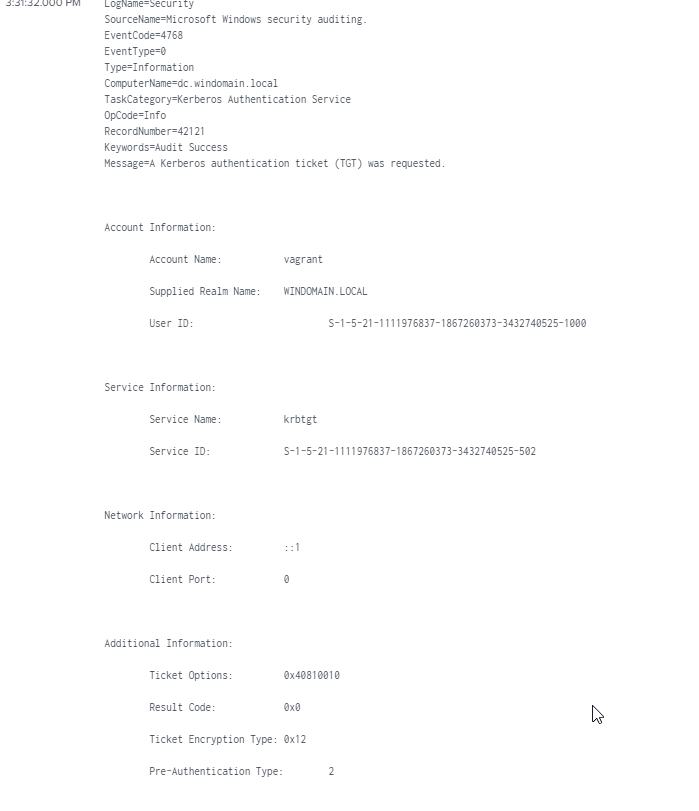 3:31:32.000 PM
LogName=Security
SourceName=Microsoft Windows security auditing.
EventCode=4768
EventType=0
Type=Information
ComputerName=dc.windomain.local
TaskCategory=Kerberos Authentication Service
OpCode=Info
RecordNumber=42121
Keywords=Audit Success
Message=A Kerberos authentication ticket (TGT) was requested.
Account Information:
Account Name: vagrant
Supplied Realm Name: WINDOMAIN.LOCAL
User ID: S-1-5-21-1111976837-1867260373-3432740525-1000
Service Information:
Service Name: krbtgt
Service ID: S-1-5-21-1111976837-1867260373-3432740525-502
Network Information:
Client Address: ::1
Client Port: 0
Additional Information:
Ticket Options: 0x40810010
Result Code: 0x0
Ticket Encryption Type: 0x12
Pre-Authentication Type: 2